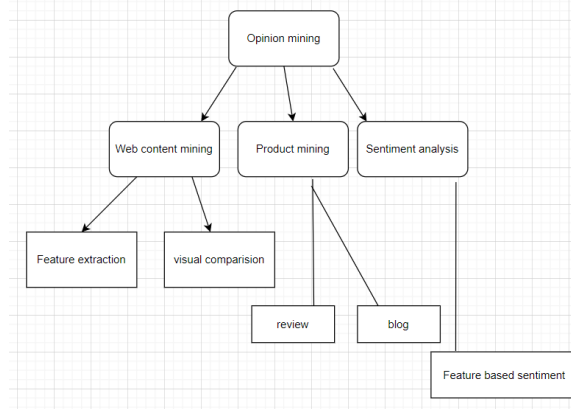 Opinion mining
Web content mining
Product mining
Sentiment analysis
Feature extraction
visual comparision
review
blog
Feature based sentiment